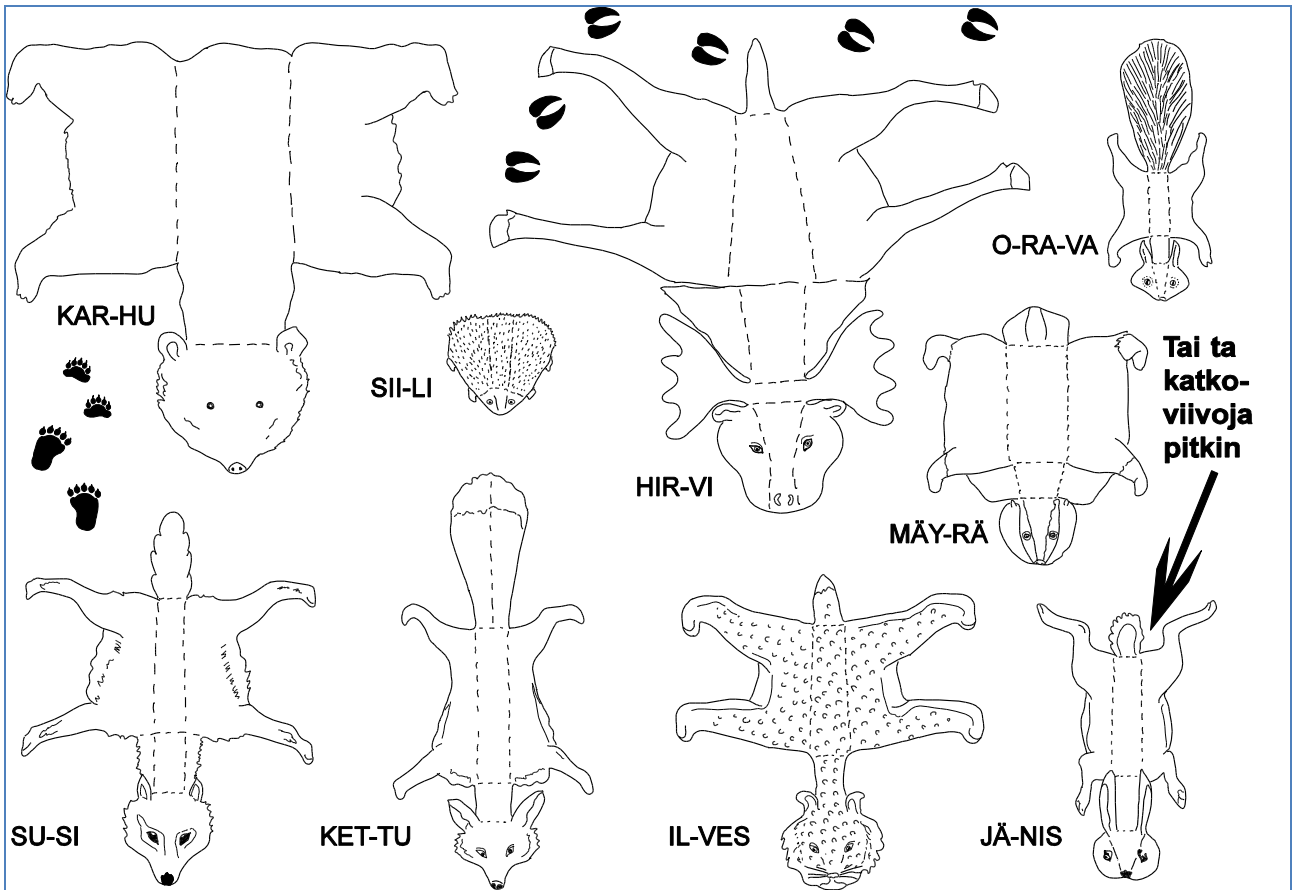 O-RA-VA
KAR-HU
SII-LI
Tai ta
katko-
viivoja
pitkin
HIR-VI
MÄY-RÄ
SU-SI
KET-TU
IL-VES
JÄ-NIS